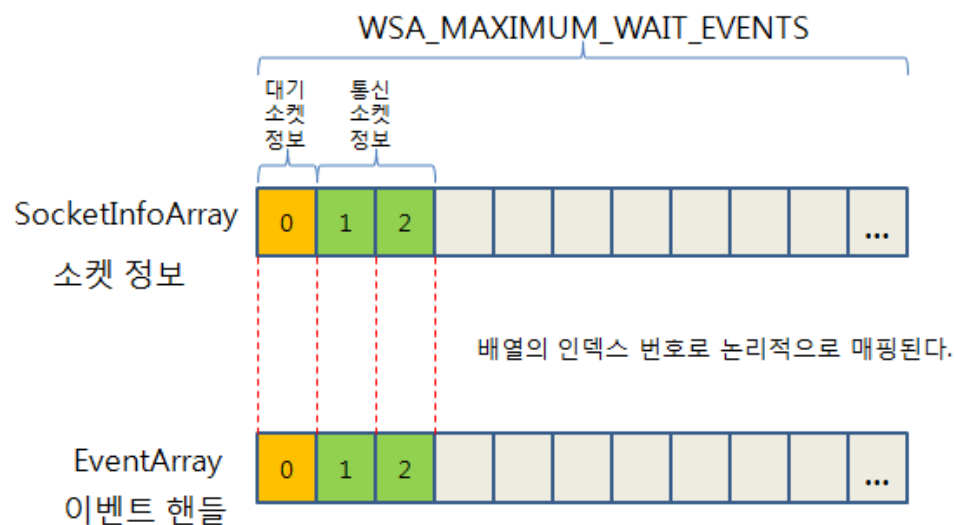 WSA_MAXIMUM_WAIT_EVENTS
대기
소켓
정보
통신
소켓
정보
SocketInfoArray
소켓 정보
0
1
2
...
배열의 인덱스 번호로 논리적으로 매핑된다.
EventArray
이벤트 핸들
0
1
2
...